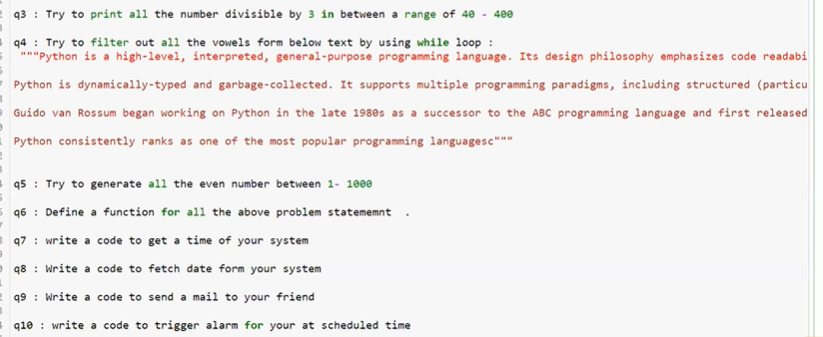 q3 : Try to print all the number divisible by 3 in between a range of 40 - 400
q4 : Try to filter out all the vowels form below text by using while loop :
"""Python is a high-level, interpreted, general-purpose programming language. Its design philosophy emphasizes code readabi
Python is dynamically-typed and garbage-collected. It supports multiple programming paradigms, including structured (particu
Guido van Rossum began working on Python in the late 1980s as a successor to the ABC programming language and first released
Python consistently ranks as one of the most popular programming languagesc"""
q5 : Try to generate all the even number between 1- 1000
q6 : Define a function for all the above problem statememnt .
q7 : write a code to get a time of your system
q8 : Write a code to fetch date form your system
q9 : Write a code to send a mail to your friend
q10 : write a code to trigger alarm for your at scheduled time